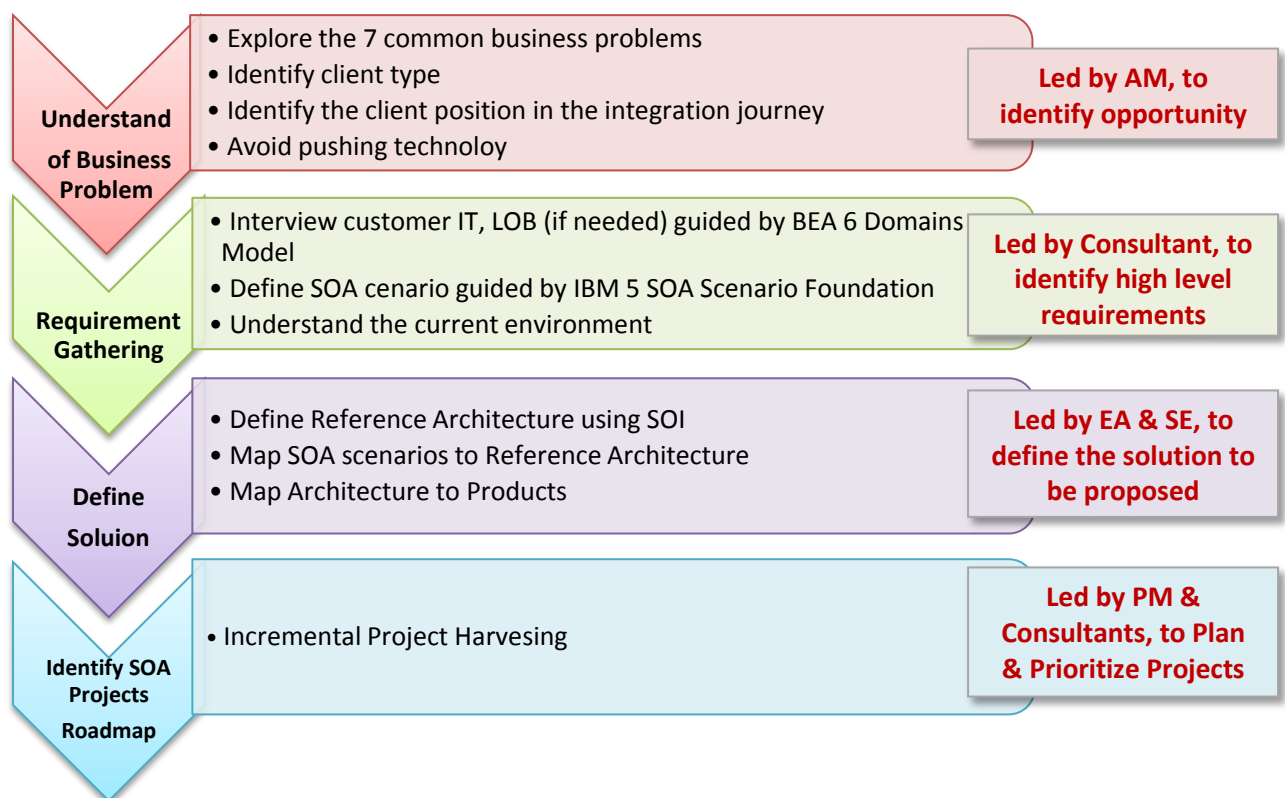 Understand
of Business
Problem
• Explore the 7 common business problems
• Identify client type
• Identify the client position in the integration journey
• Avoid pushing technoloy
Led by AM, to
identify opportunity
Requirement
Gathering
• Interview customer IT, LOB (if needed) guided by BEA 6 Domains
Model
• Define SOA cenario guided by IBM 5 SOA Scenario Foundation
• Understand the current environment
Led by Consultant, to
identify high level
requirements
Define
Soluion
• Define Reference Architecture using SOI
• Map SOA scenarios to Reference Architecture
• Map Architecture to Products
Led by EA & SE, to
define the solution to
be proposed
Identify SOA
Projects
Roadmap
• Incremental Project Harvesing
Led by PM &
Consultants, to Plan
& Prioritize Projects